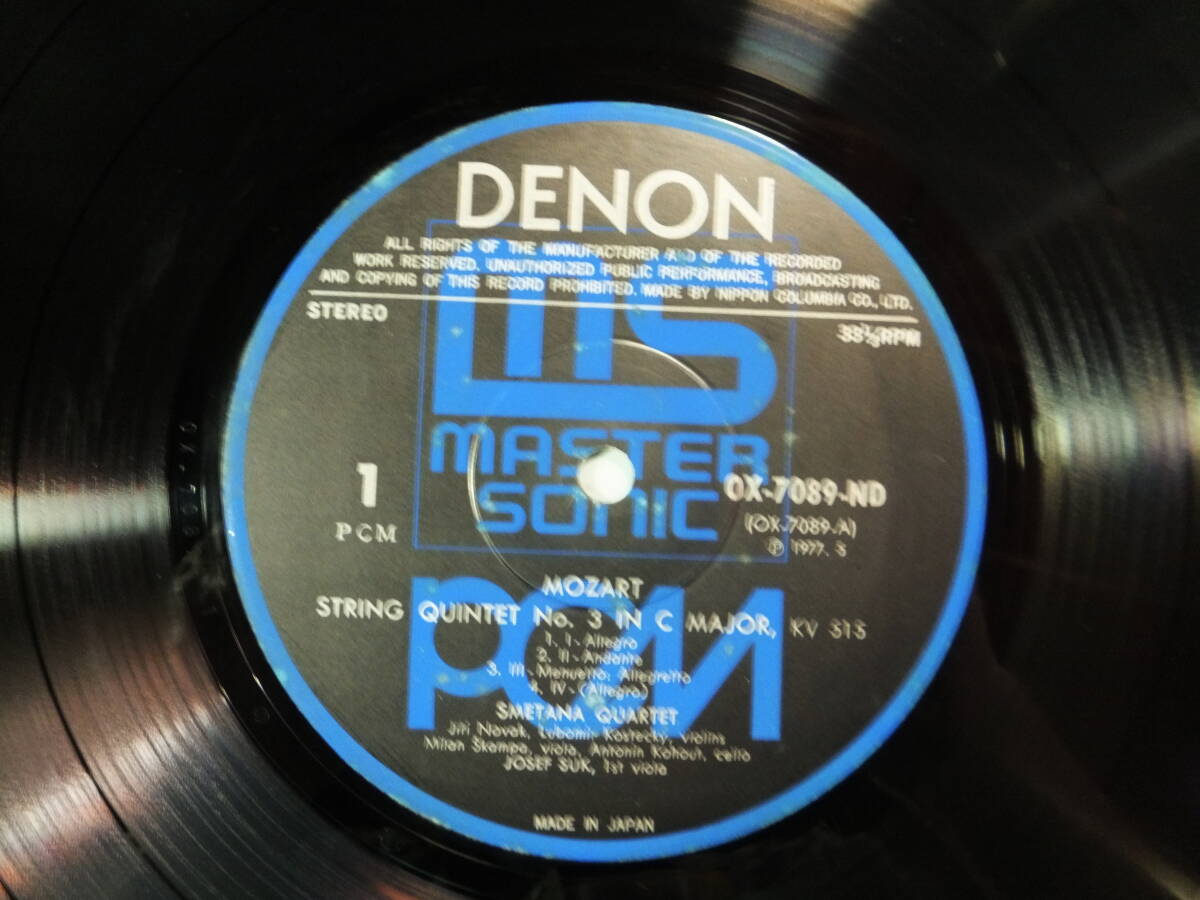 DENON
ALL RIGHTS OF THE MANUFACTURER AND OF THE RECORDED
WORK RESERVED. UNAUTHORIZED PUBLIC PERFORMANCE, BROADCASTING
AND COPYING OF THIS RECORD PROHIBITED. MADE BY NIPPON COLUMBIA CO., LTD.
STEREO
33⅓RPM
ms
MASTER
SONIC
1
PCM
OX-7089-ND
(OX-7089-A)
Ⓟ 1977. 5
PCM
MOZART
STRING QUINTET No. 3 IN C MAJOR, KV 515
1. I-Allegro
2. II-Andante
3. III-Menuetto: Allegretto
4. IV-(Allegro)
SMETANA QUARTET
Jiří Novák, Lubomír Kostecký, violins
Milan Škampa, viola, Antonín Kohout, cello
JOSEF SUK, 1st viola
MADE IN JAPAN